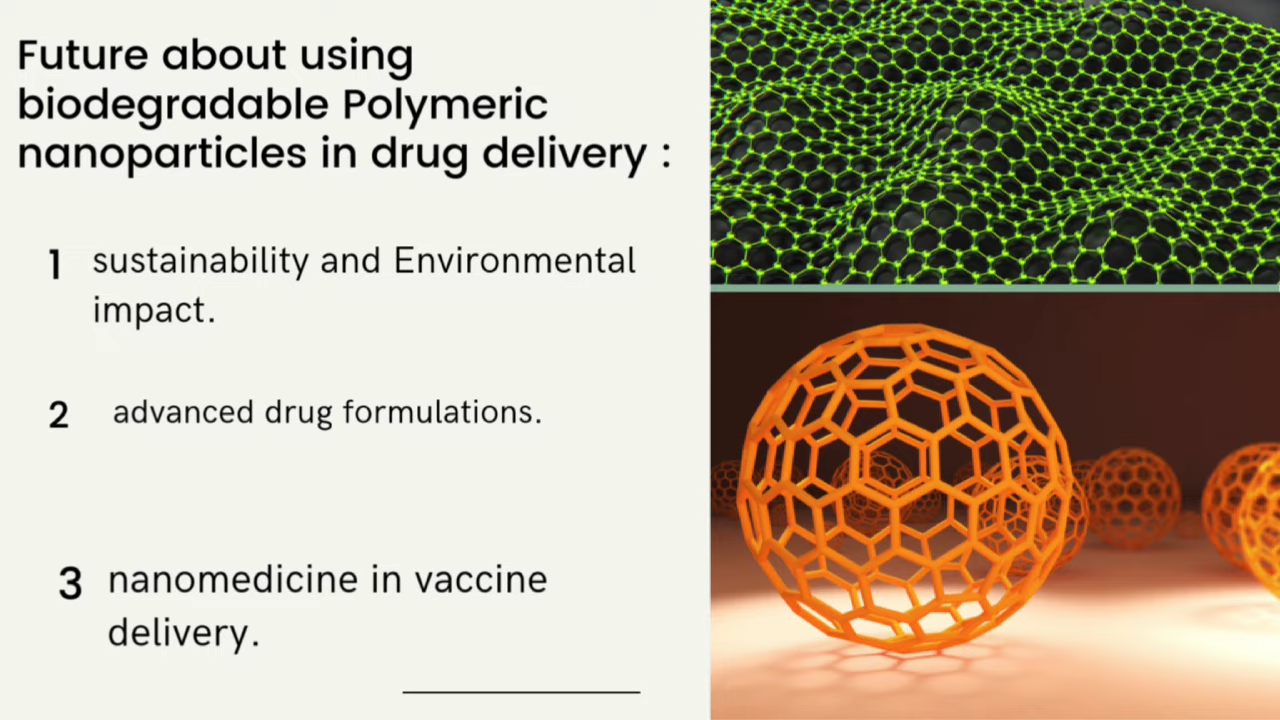 Future about using
biodegradable Polymeric
nanoparticles in drug delivery :
1 sustainability and Environmental
impact.
2 advanced drug formulations.
3 nanomedicine in vaccine
delivery.